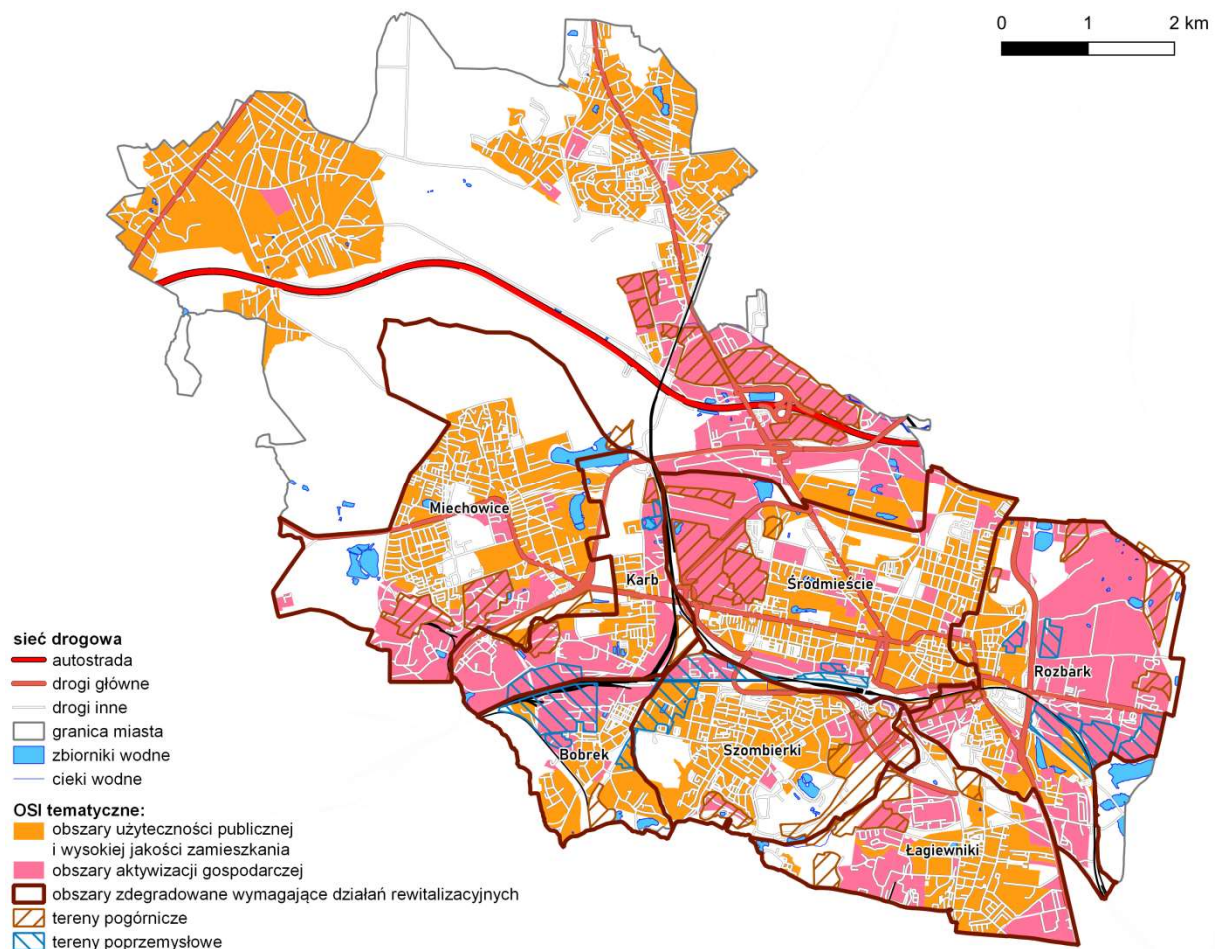 0 1 2 km
Miechowice
Karb
Śródmieście
Rozbark
Bobrek
Szombierki
Łagiewniki
sieć drogowa
autostrada
drogi główne
drogi inne
granica miasta
zbiorniki wodne
cieki wodne
OSI tematyczne:
obszary użyteczności publicznej
i wysokiej jakości zamieszkania
obszary aktywizacji gospodarczej
obszary zdegradowane wymagające działań rewitalizacyjnych
tereny pogórnicze
tereny poprzemysłowe